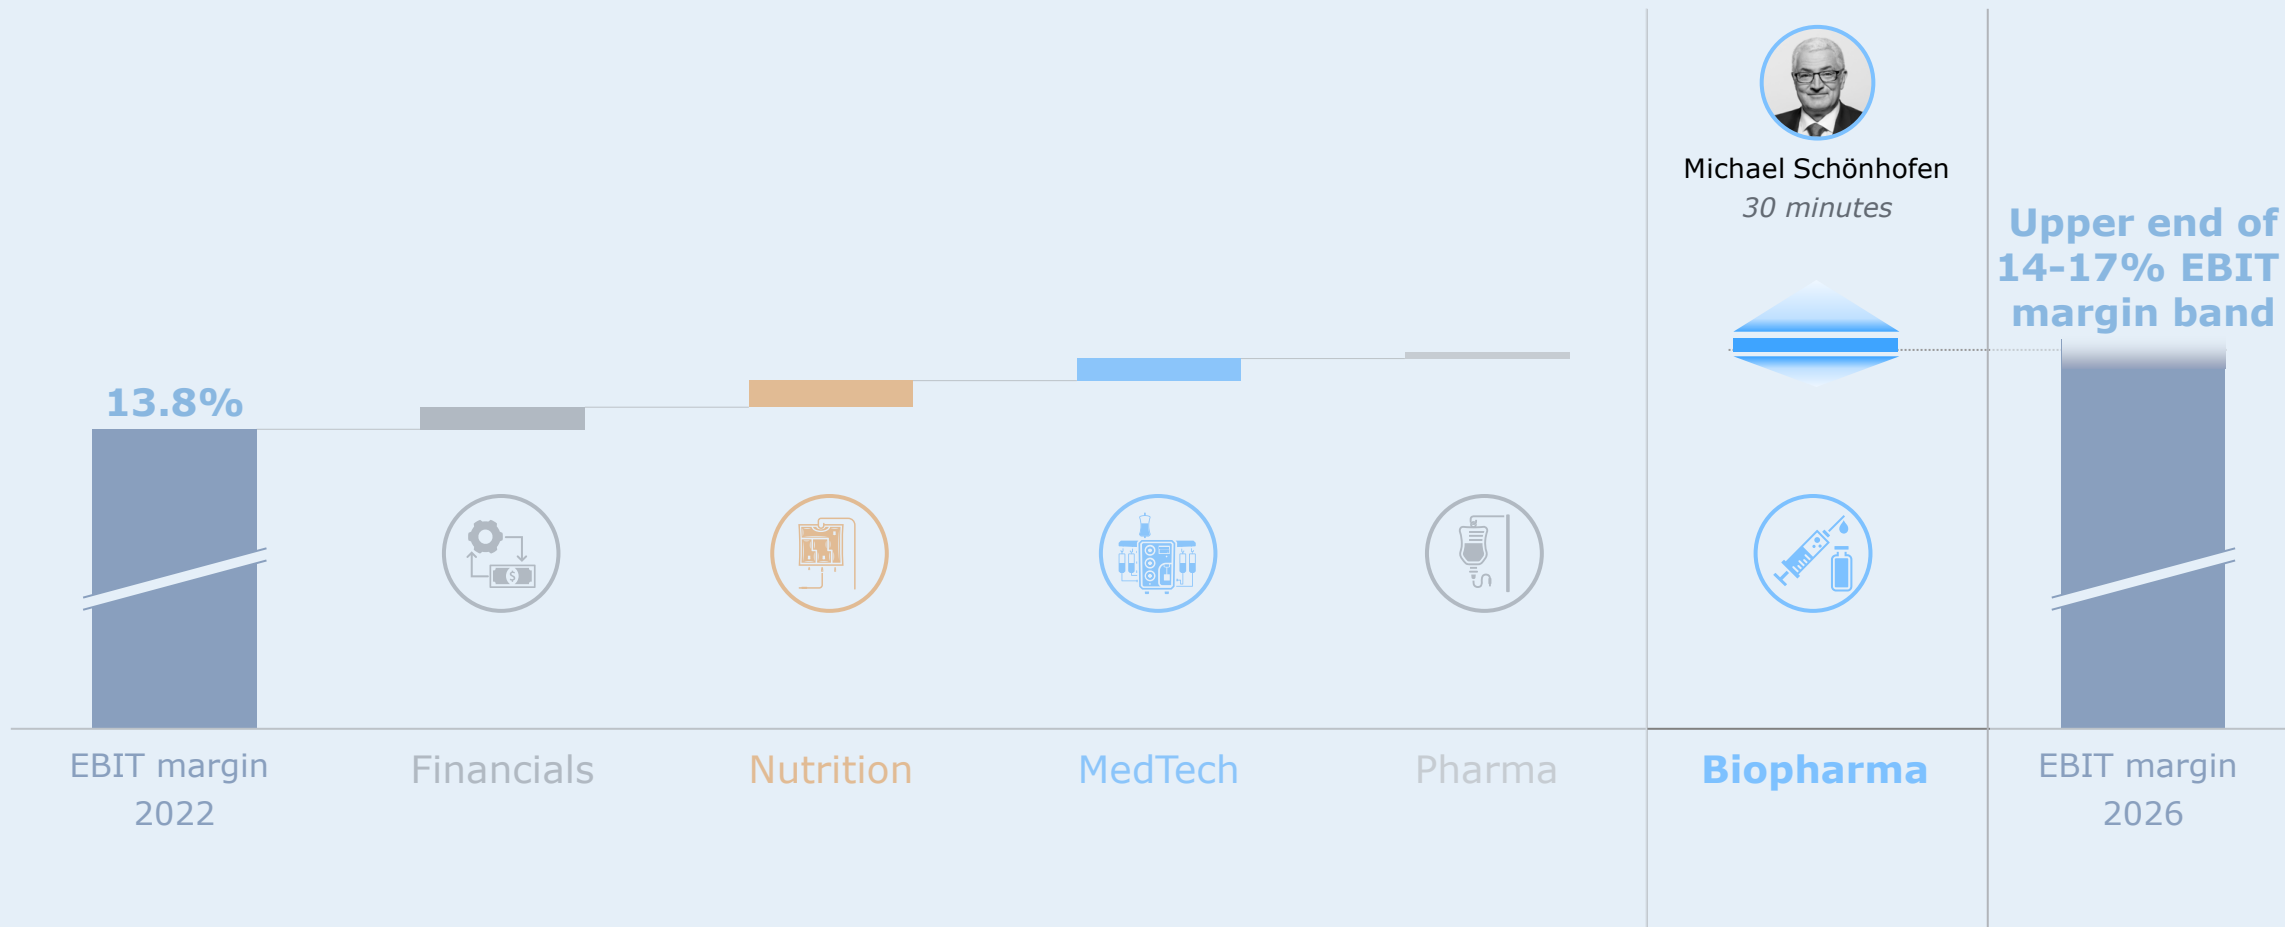 Michael Schönhofen
30 minutes
Upper end of
14-17% EBIT
margin band
13.8%
$
EBIT margin
2022
Financials
Nutrition
MedTech
Pharma
Biopharma
EBIT margin
2026